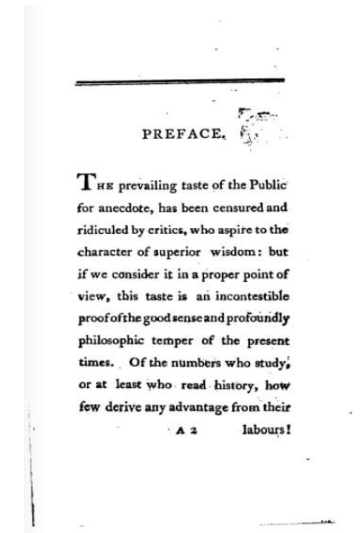 PREFACE.
THE prevailing taste of the Public
for anecdote, has been censured and
ridiculed by critics, who aspire to the
character of superior wisdom: but
if we consider it in a proper point of
view, this taste is an incontestible
proof of the good sense and profoundly
philosophic temper of the present
times. Of the numbers who study,
or at least who read history, how
few derive any advantage from their
A 2 labours!